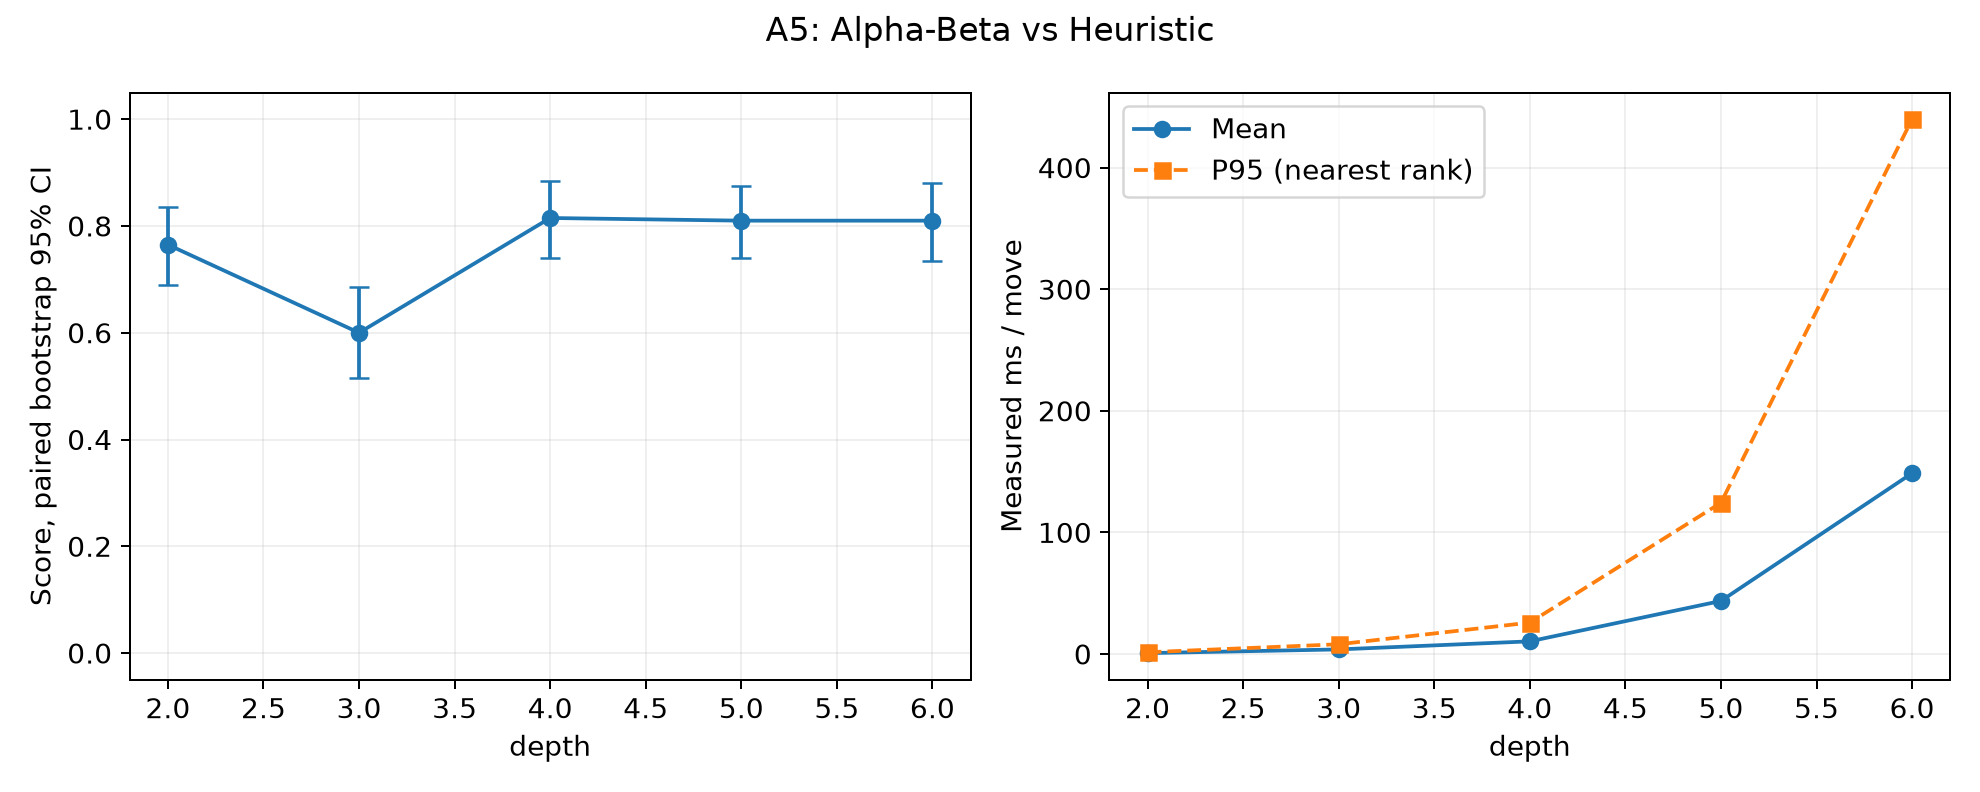 A5: Alpha-Beta vs Heuristic
Score, paired bootstrap 95% CI
1.0
0.8
0.6
0.4
0.2
0.0
2.0 2.5 3.0 3.5 4.0 4.5 5.0 5.5 6.0
depth
Measured ms / move
Mean
P95 (nearest rank)
400
300
200
100
0
2.0 2.5 3.0 3.5 4.0 4.5 5.0 5.5 6.0
depth